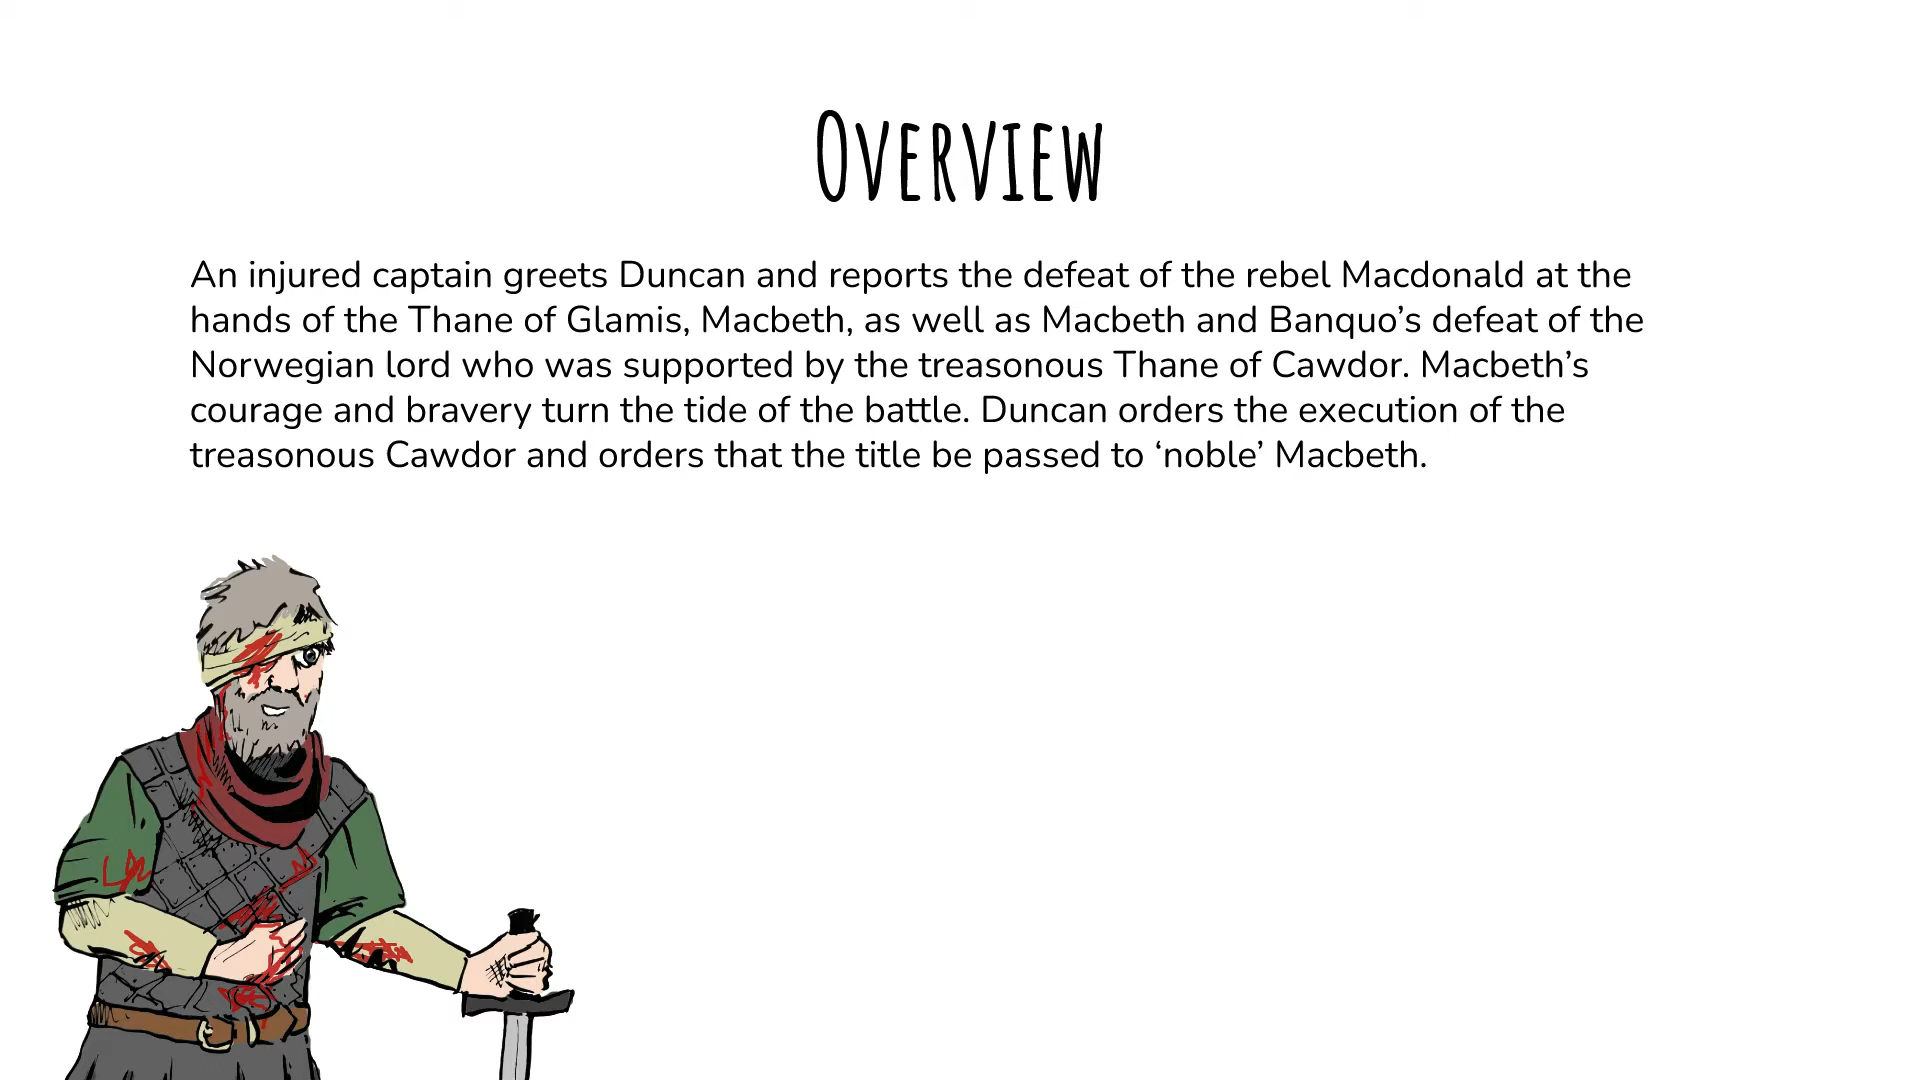 Overview
An injured captain greets Duncan and reports the defeat of the rebel Macdonald at the
hands of the Thane of Glamis, Macbeth, as well as Macbeth and Banquo’s defeat of the
Norwegian lord who was supported by the treasonous Thane of Cawdor. Macbeth’s
courage and bravery turn the tide of the battle. Duncan orders the execution of the
treasonous Cawdor and orders that the title be passed to ‘noble’ Macbeth.